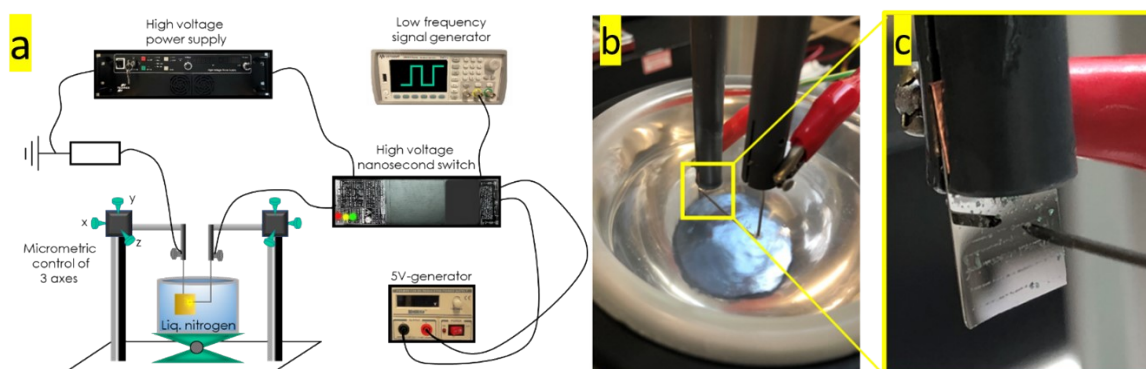 a
High voltage
power supply
Low frequency
signal generator
High voltage
nanosecond switch
x
y
z
Micrometric
control of
3 axes
Liq. nitrogen
5V-generator
b
c